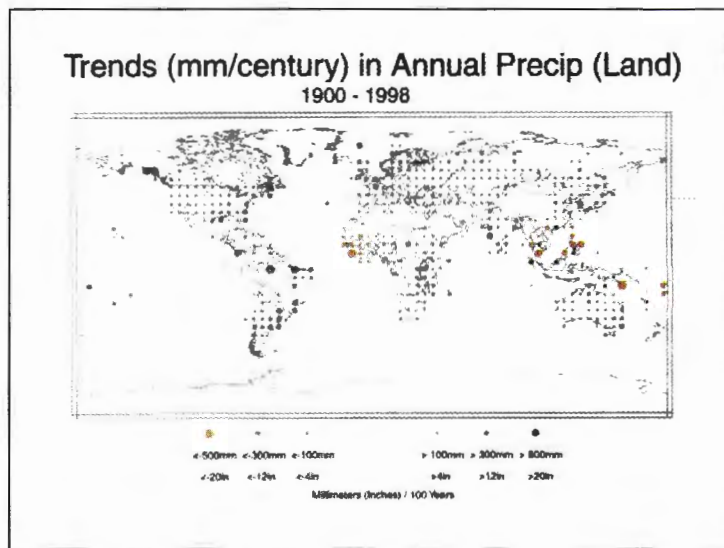 Trends (mm/century) in Annual Precip (Land)
1900 - 1998
<-500mm <-300mm <-100mm > 100mm > 300mm > 800mm
<-20in <-12in <-4in >4in >12in >20in
Millimeters (Inches) / 100 Years